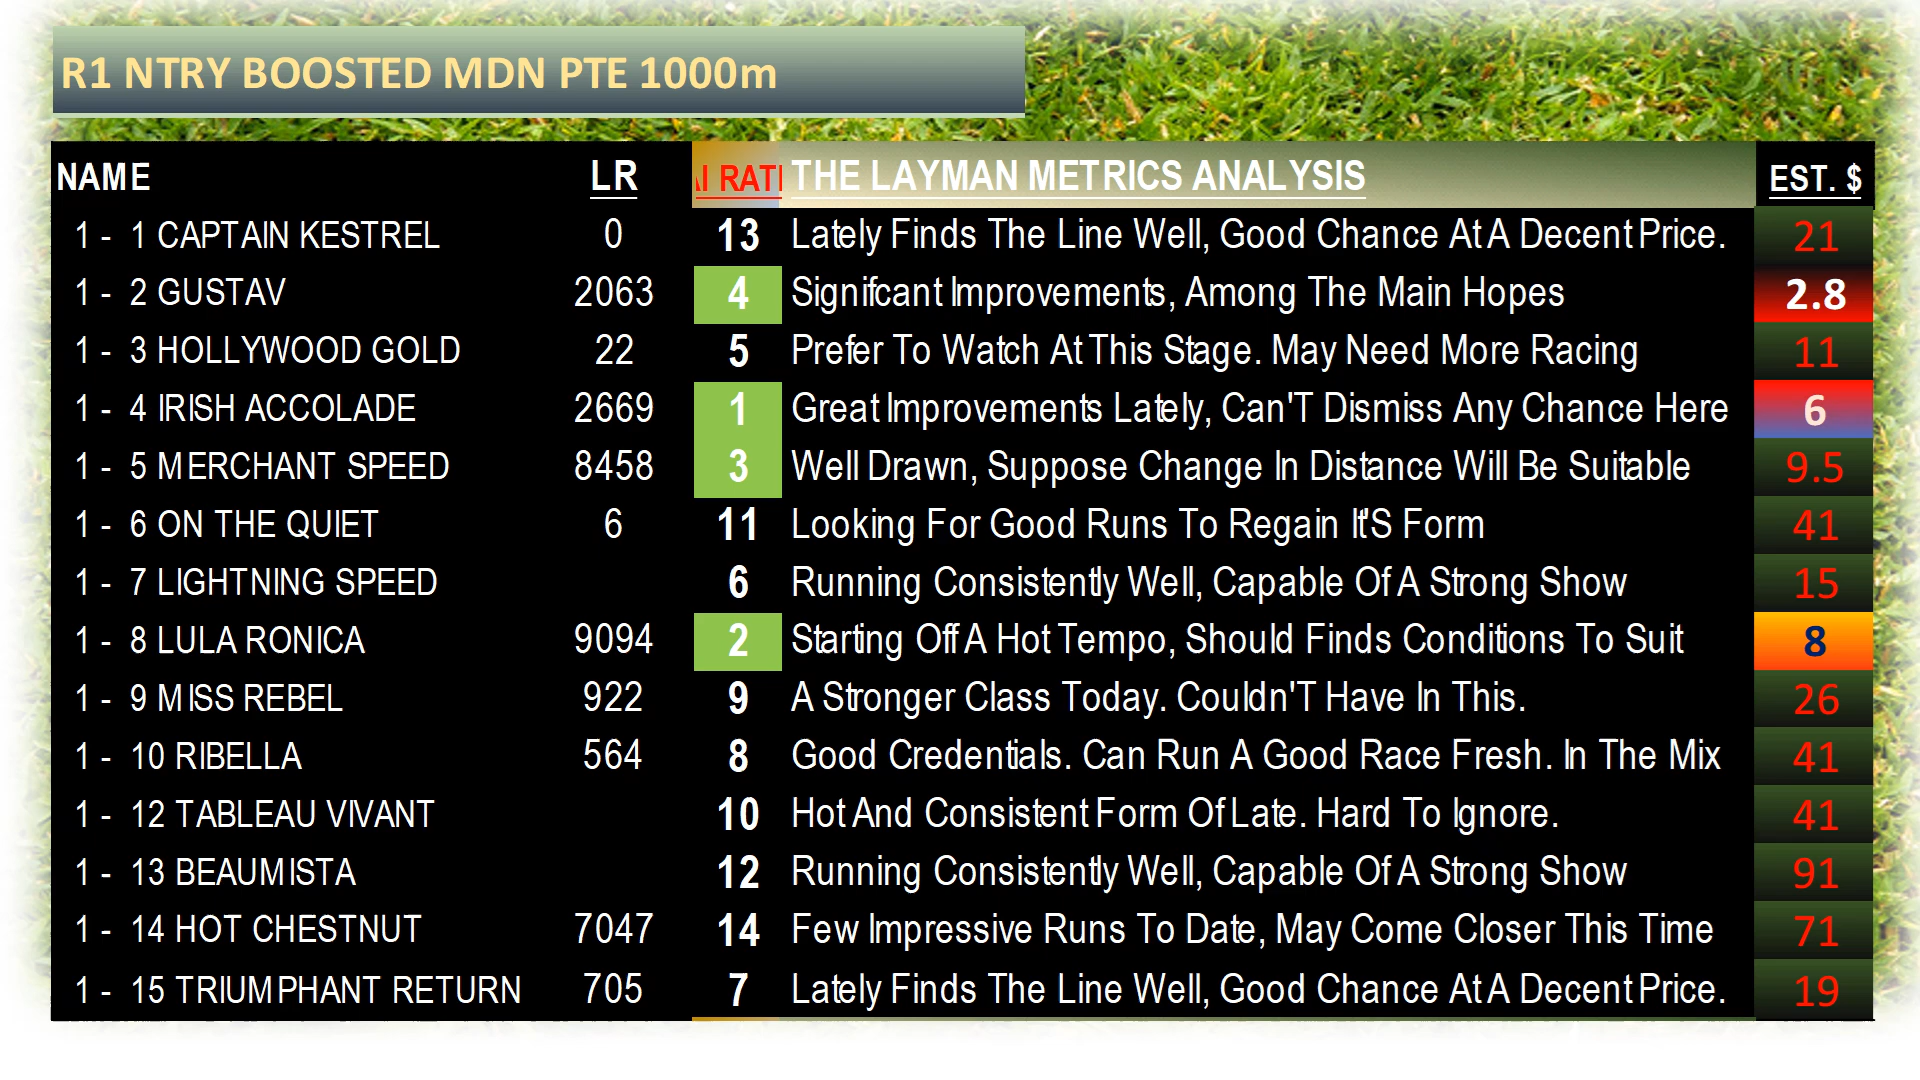 R1 NTRY BOOSTED MDN PTE 1000m
NAME LR AI RATI THE LAYMAN METRICS ANALYSIS EST. $
1 - 1 CAPTAIN KESTREL 0 13 Lately Finds The Line Well, Good Chance At A Decent Price. 21
1 - 2 GUSTAV 2063 4 Signifcant Improvements, Among The Main Hopes 2.8
1 - 3 HOLLYWOOD GOLD 22 5 Prefer To Watch At This Stage. May Need More Racing 11
1 - 4 IRISH ACCOLADE 2669 1 Great Improvements Lately, Can'T Dismiss Any Chance Here 6
1 - 5 MERCHANT SPEED 8458 3 Well Drawn, Suppose Change In Distance Will Be Suitable 9.5
1 - 6 ON THE QUIET 6 11 Looking For Good Runs To Regain It'S Form 41
1 - 7 LIGHTNING SPEED 6 Running Consistently Well, Capable Of A Strong Show 15
1 - 8 LULA RONICA 9094 2 Starting Off A Hot Tempo, Should Finds Conditions To Suit 8
1 - 9 MISS REBEL 922 9 A Stronger Class Today. Couldn'T Have In This. 26
1 - 10 RIBELLA 564 8 Good Credentials. Can Run A Good Race Fresh. In The Mix 41
1 - 12 TABLEAU VIVANT 10 Hot And Consistent Form Of Late. Hard To Ignore. 41
1 - 13 BEAUMISTA 12 Running Consistently Well, Capable Of A Strong Show 91
1 - 14 HOT CHESTNUT 7047 14 Few Impressive Runs To Date, May Come Closer This Time 71
1 - 15 TRIUMPHANT RETURN 705 7 Lately Finds The Line Well, Good Chance At A Decent Price. 19